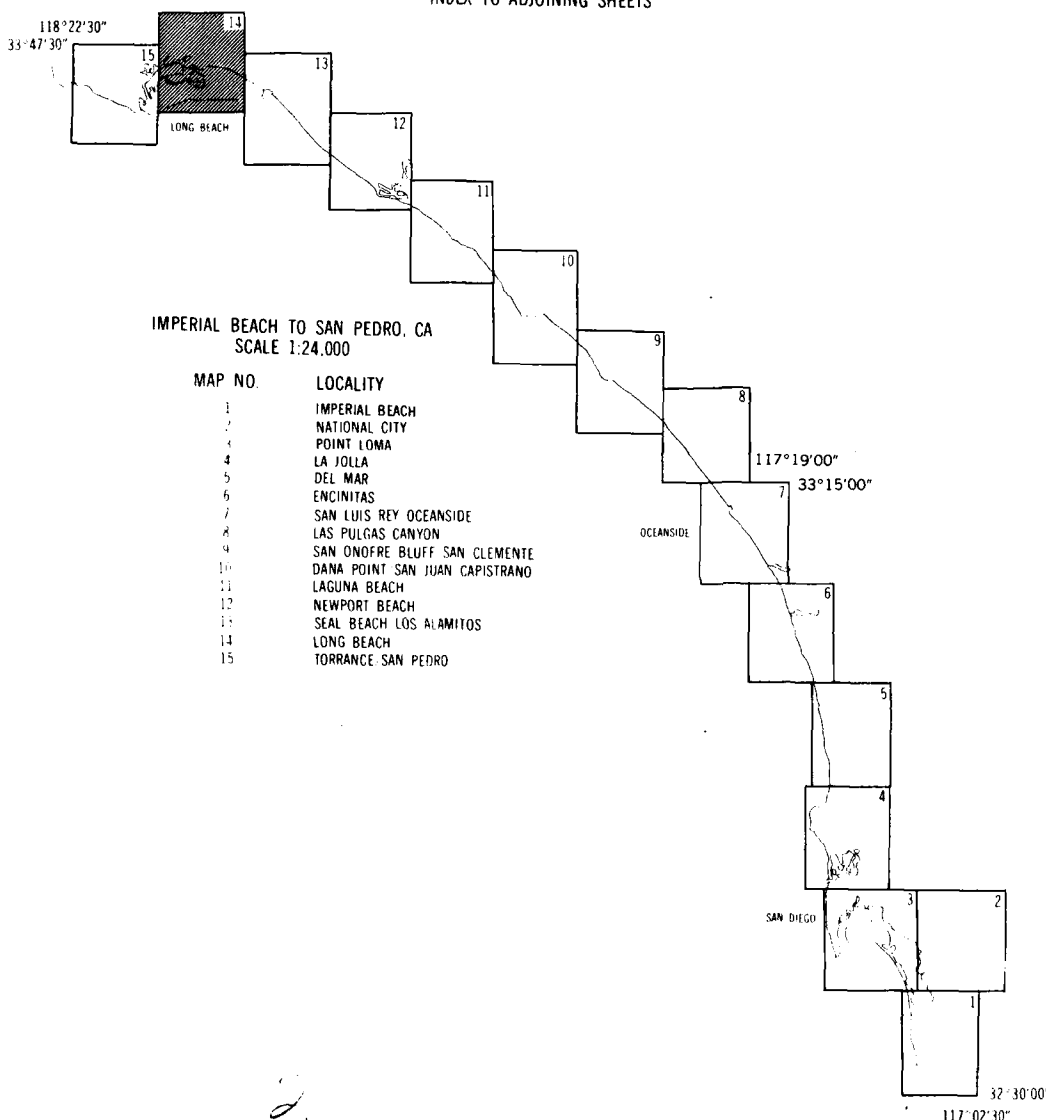 INDEX TO ADJOINING SHEETS
118°22'30"
33°47'30"
14
15
13
LONG BEACH
12
11
10
IMPERIAL BEACH TO SAN PEDRO, CA
SCALE 1:24,000
9
8
MAP NO. LOCALITY
1 IMPERIAL BEACH
2 NATIONAL CITY
3 POINT LOMA
4 LA JOLLA
5 DEL MAR
6 ENCINITAS
7 SAN LUIS REY OCEANSIDE
8 LAS PULGAS CANYON
9 SAN ONOFRE BLUFF SAN CLEMENTE
10 DANA POINT SAN JUAN CAPISTRANO
11 LAGUNA BEACH
12 NEWPORT BEACH
13 SEAL BEACH LOS ALAMITOS
14 LONG BEACH
15 TORRANCE SAN PEDRO
117°19'00"
33°15'00"
7
OCEANSIDE
6
5
4
3
2
SAN DIEGO
1
32°30'00"
117°02'30"
2